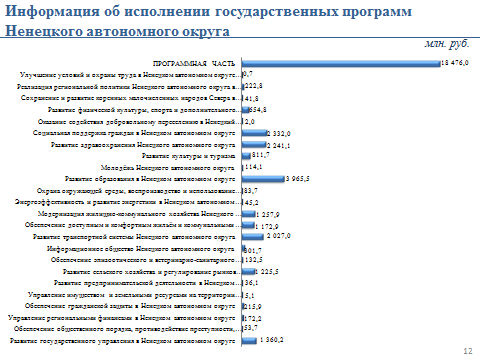 Информация об исполнении государственных программ
Ненецкого автономного округа
млн. руб.
ПРОГРАММНАЯ ЧАСТЬ 18 476,0
Улучшение условий и охраны труда в Ненецком автономном округе… 0,7
Реализация региональной политики Ненецкого автономного округа в… 222,8
Сохранение и развитие коренных малочисленных народов Севера в… 41,8
Развитие физической культуры, спорта и дополнительного… 654,8
Оказание содействия добровольному переселению в Ненецкий… 2,0
Социальная поддержка граждан в Ненецком автономном округе 2 332,0
Развитие здравоохранения Ненецкого автономного округа 2 241,1
Развитие культуры и туризма 811,7
Молодёжь Ненецкого автономного округа 114,1
Развитие образования в Ненецком автономном округе 3 965,5
Охрана окружающей среды, воспроизводство и использование… 83,7
Энергоэффективность и развитие энергетики в Ненецком автономном… 45,2
Модернизация жилищно-коммунального хозяйства Ненецкого… 1 257,9
Обеспечение доступным и комфортным жильём и коммунальными… 1 172,9
Развитие транспортной системы Ненецкого автономного округа 2 027,0
Информационное общество Ненецкого автономного округа 301,7
Обеспечение эпизоотического и ветеринарно-санитарного… 132,5
Развитие сельского хозяйства и регулирование рынков… 1 225,5
Развитие предпринимательской деятельности в Ненецком… 36,1
Управление имуществом и земельными ресурсами на территории… 5,1
Обеспечение гражданской защиты в Ненецком автономном округе 215,9
Управление региональными финансами в Ненецком автономном округе 172,2
Обеспечение общественного порядка, противодействие преступности,… 53,7
Развитие государственного управления в Ненецком автономном округе 1 360,2
12